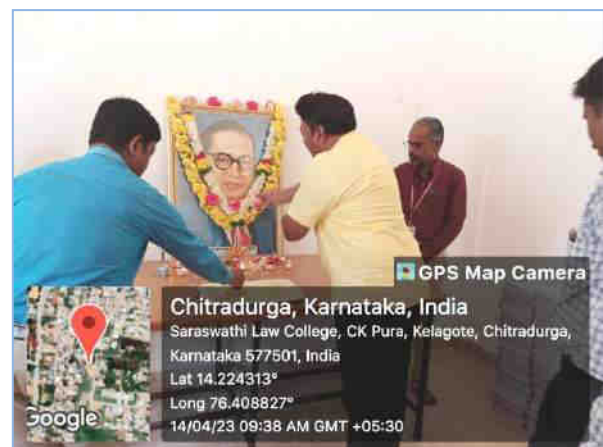 GPS Map Camera
Chitradurga, Karnataka, India
Saraswathi Law College, CK Pura, Kelagote, Chitradurga,
Karnataka 577501, India
Lat 14.224313°
Long 76.408827°
14/04/23 09:38 AM GMT +05:30
Google